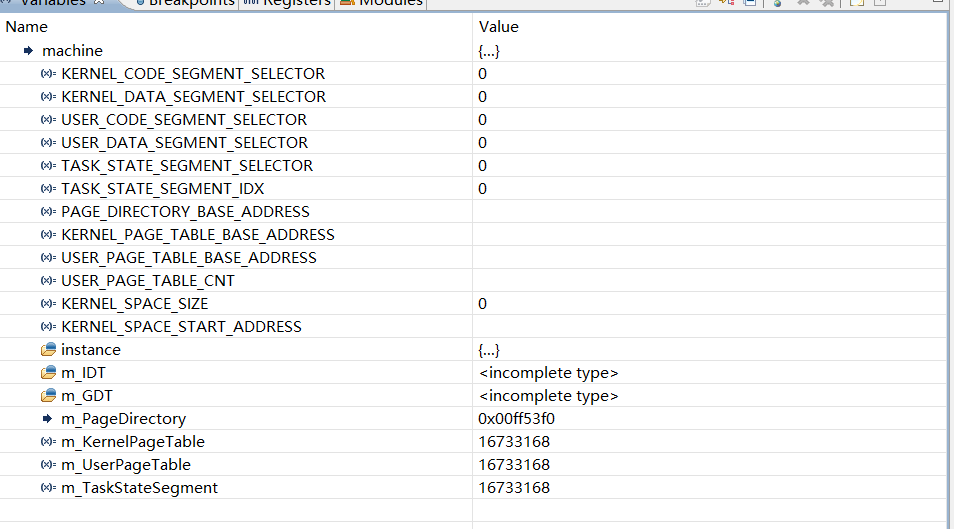 Variables Breakpoints Registers Modules
Name Value
machine {...}
KERNEL_CODE_SEGMENT_SELECTOR 0
KERNEL_DATA_SEGMENT_SELECTOR 0
USER_CODE_SEGMENT_SELECTOR 0
USER_DATA_SEGMENT_SELECTOR 0
TASK_STATE_SEGMENT_SELECTOR 0
TASK_STATE_SEGMENT_IDX 0
PAGE_DIRECTORY_BASE_ADDRESS
KERNEL_PAGE_TABLE_BASE_ADDRESS
USER_PAGE_TABLE_BASE_ADDRESS
USER_PAGE_TABLE_CNT
KERNEL_SPACE_SIZE 0
KERNEL_SPACE_START_ADDRESS
instance {...}
m_IDT <incomplete type>
m_GDT <incomplete type>
m_PageDirectory 0x00ff53f0
m_KernelPageTable 16733168
m_UserPageTable 16733168
m_TaskStateSegment 16733168